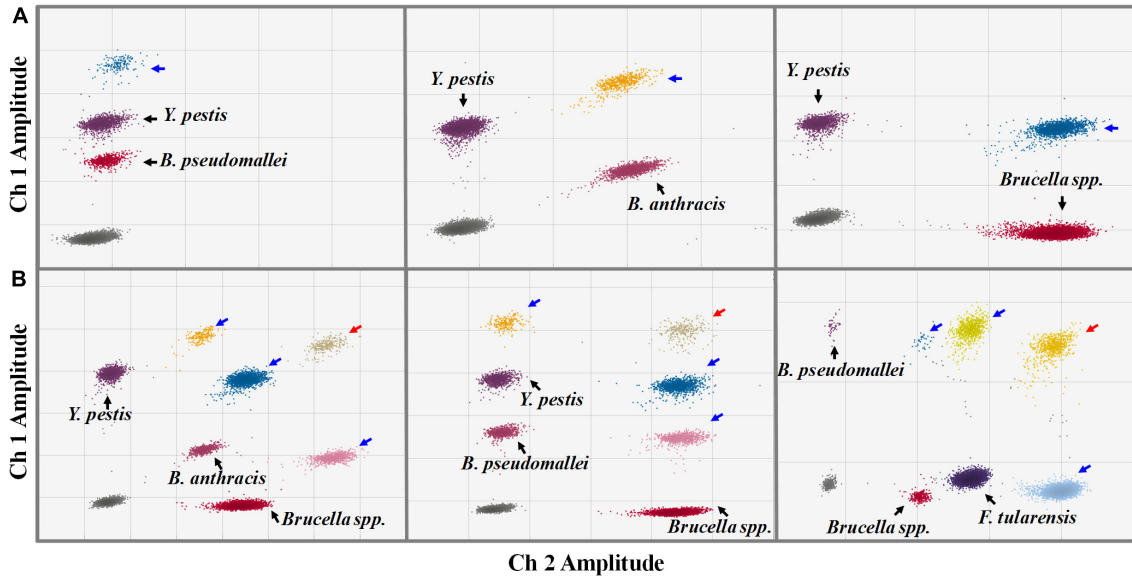 A
Ch 1 Amplitude
Y. pestis
B. pseudomallei
Y. pestis
B. anthracis
Y. pestis
Brucella spp.
B
Ch 1 Amplitude
Y. pestis
B. anthracis
Brucella spp.
Y. pestis
B. pseudomallei
Brucella spp.
B. pseudomallei
Brucella spp.
F. tularensis
Ch 2 Amplitude